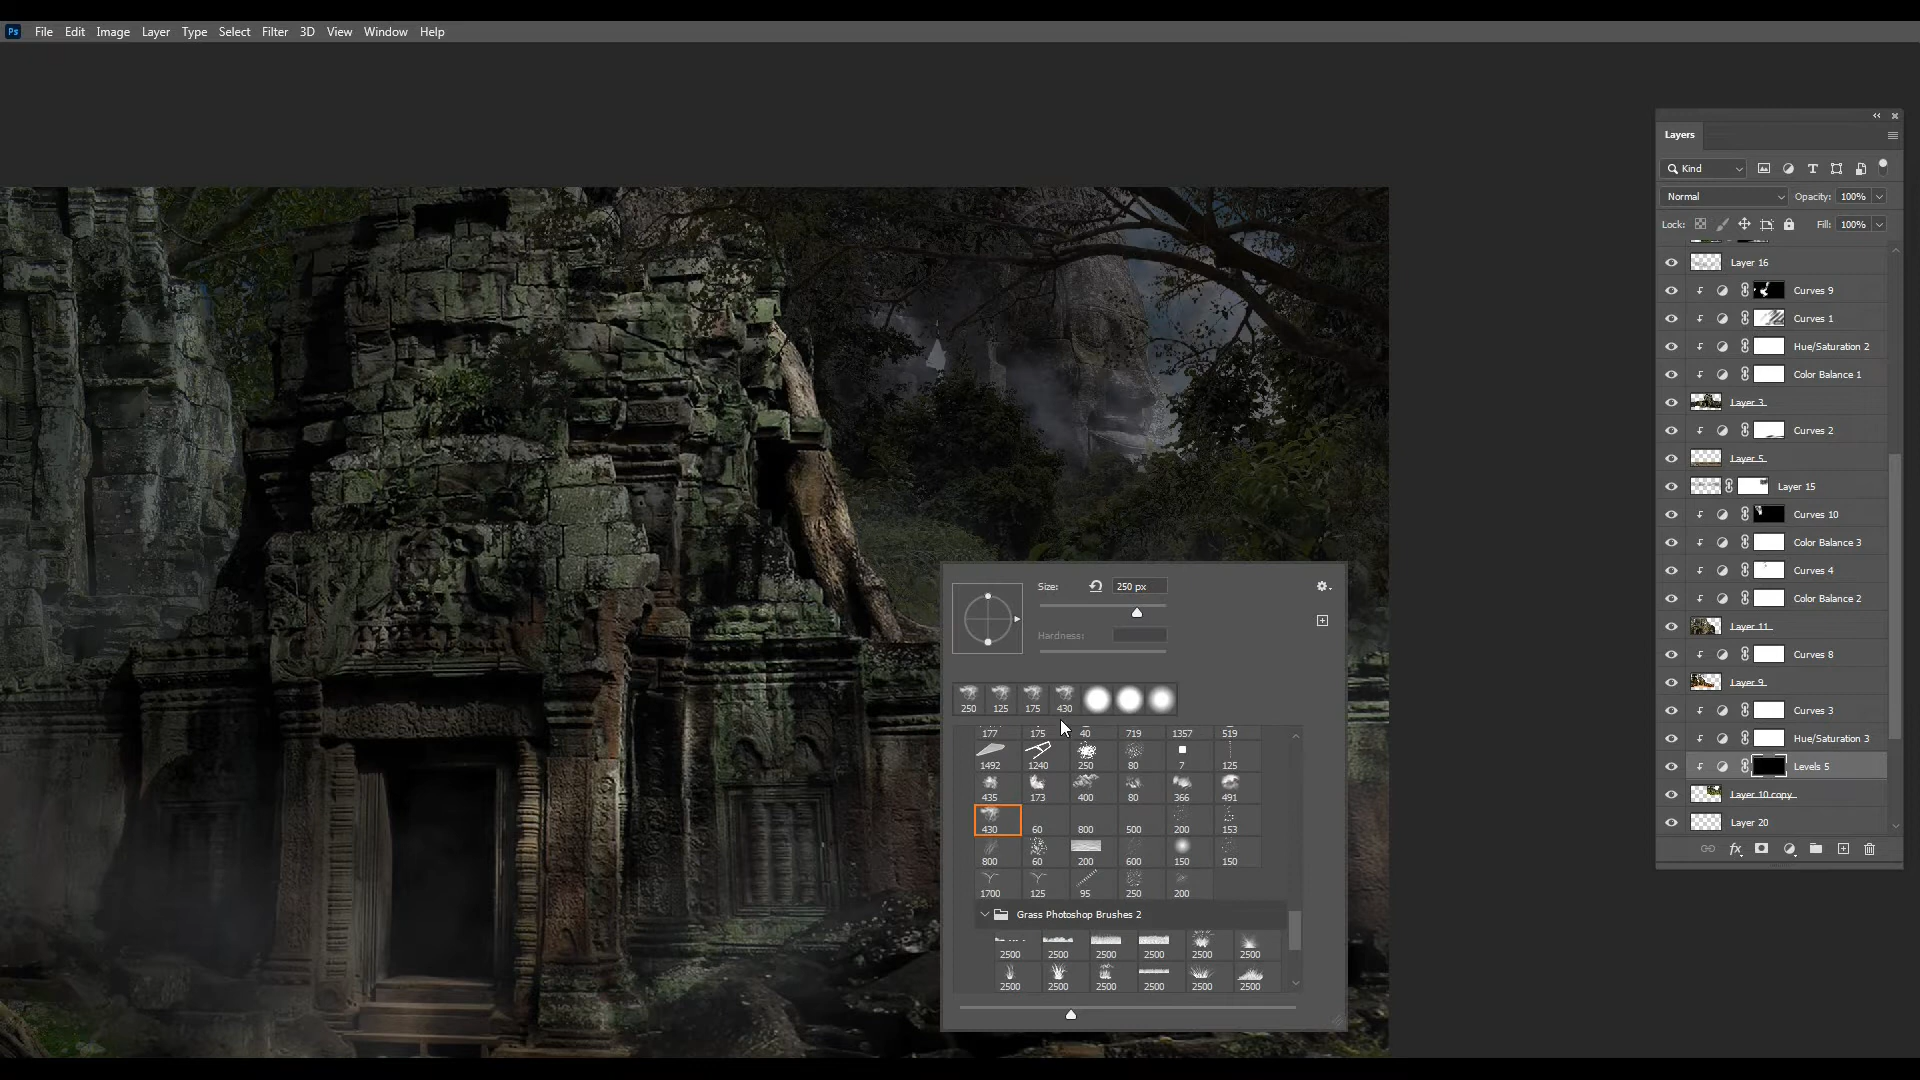 Ps File Edit Image Layer Type Select Filter 3D View Window Help
Layers
Kind
Normal Opacity: 100%
Lock: Fill: 100%
Layer 16
Curves 9
Curves 1
Hue/Saturation 2
Color Balance 1
Layer 3
Curves 2
Layer 5
Layer 15
Curves 10
Color Balance 3
Curves 4
Color Balance 2
Layer 11
Curves 8
Layer 9
Curves 3
Hue/Saturation 3
Levels 5
Layer 10 copy
Layer 20
fx
Size: 250 px
Hardness:
250 125 175 430
177 175 40 719 1357 519
1492 1240 250 80 7 125
435 173 400 80 366 491
430 60 800 500 200 153
800 60 200 600 150 150
1700 125 95 250 200
Grass Photoshop Brushes 2
2500 2500 2500 2500 2500 2500
2500 2500 2500 2500 2500 2500